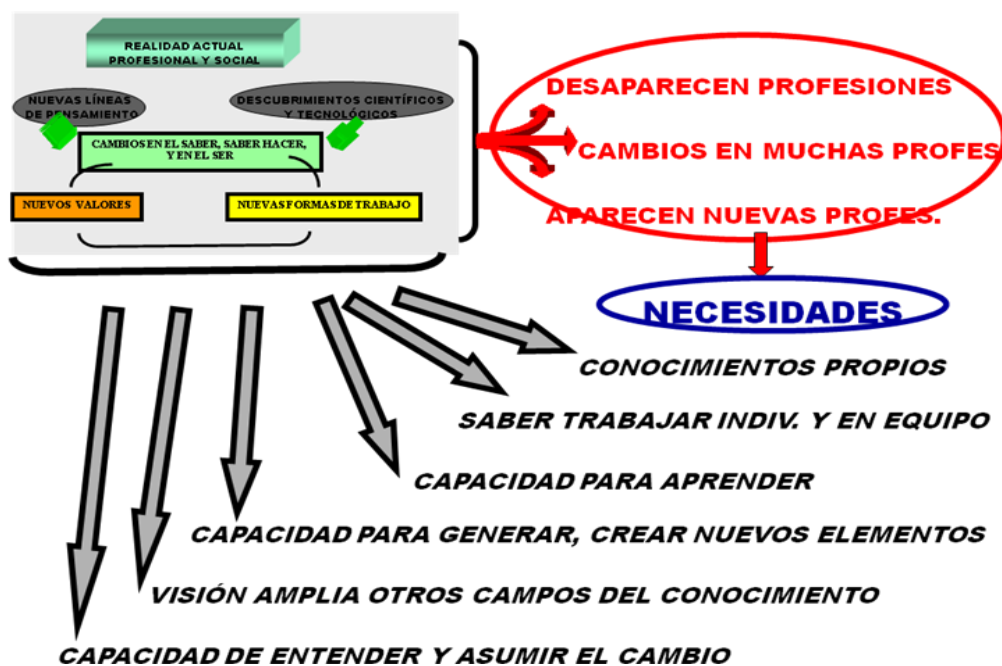 REALIDAD ACTUAL
PROFESIONAL Y SOCIAL
NUEVAS LÍNEAS
DE PENSAMIENTO
DESCUBRIMIENTOS CIENTÍFICOS
Y TECNOLÓGICOS
CAMBIOS EN EL SABER, SABER HACER,
Y EN EL SER
NUEVOS VALORES
NUEVAS FORMAS DE TRABAJO
DESAPARECEN PROFESIONES
CAMBIOS EN MUCHAS PROFES
APARECEN NUEVAS PROFES.
NECESIDADES
CONOCIMIENTOS PROPIOS
SABER TRABAJAR INDIV. Y EN EQUIPO
CAPACIDAD PARA APRENDER
CAPACIDAD PARA GENERAR, CREAR NUEVOS ELEMENTOS
VISIÓN AMPLIA OTROS CAMPOS DEL CONOCIMIENTO
CAPACIDAD DE ENTENDER Y ASUMIR EL CAMBIO